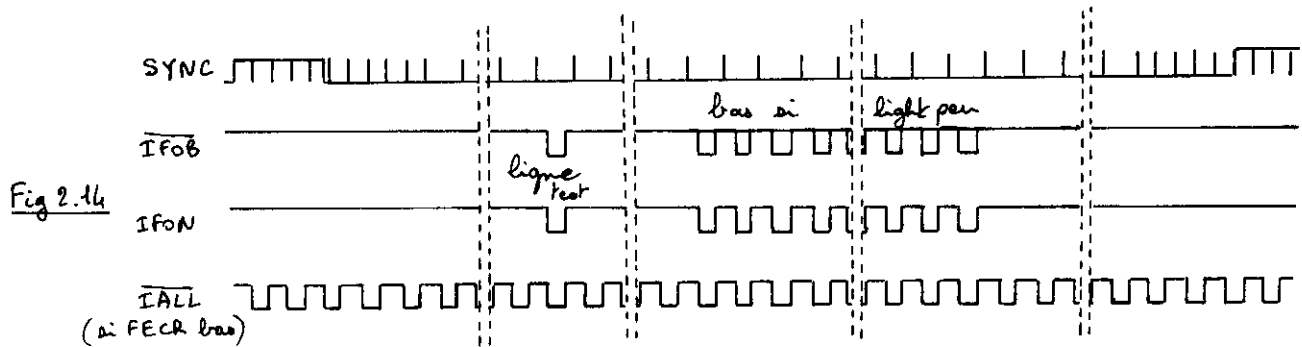 SYNC
bas si light pen
IFOB
ligne
test
Fig 2.14
IFON
IALL
(si FECR bas)